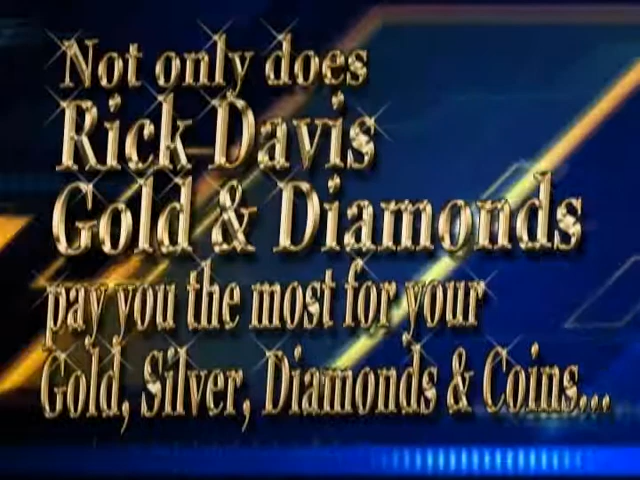 Not only does
Rick Davis
Gold & Diamonds
pay you the most for your
Gold, Silver, Diamonds & Coins...